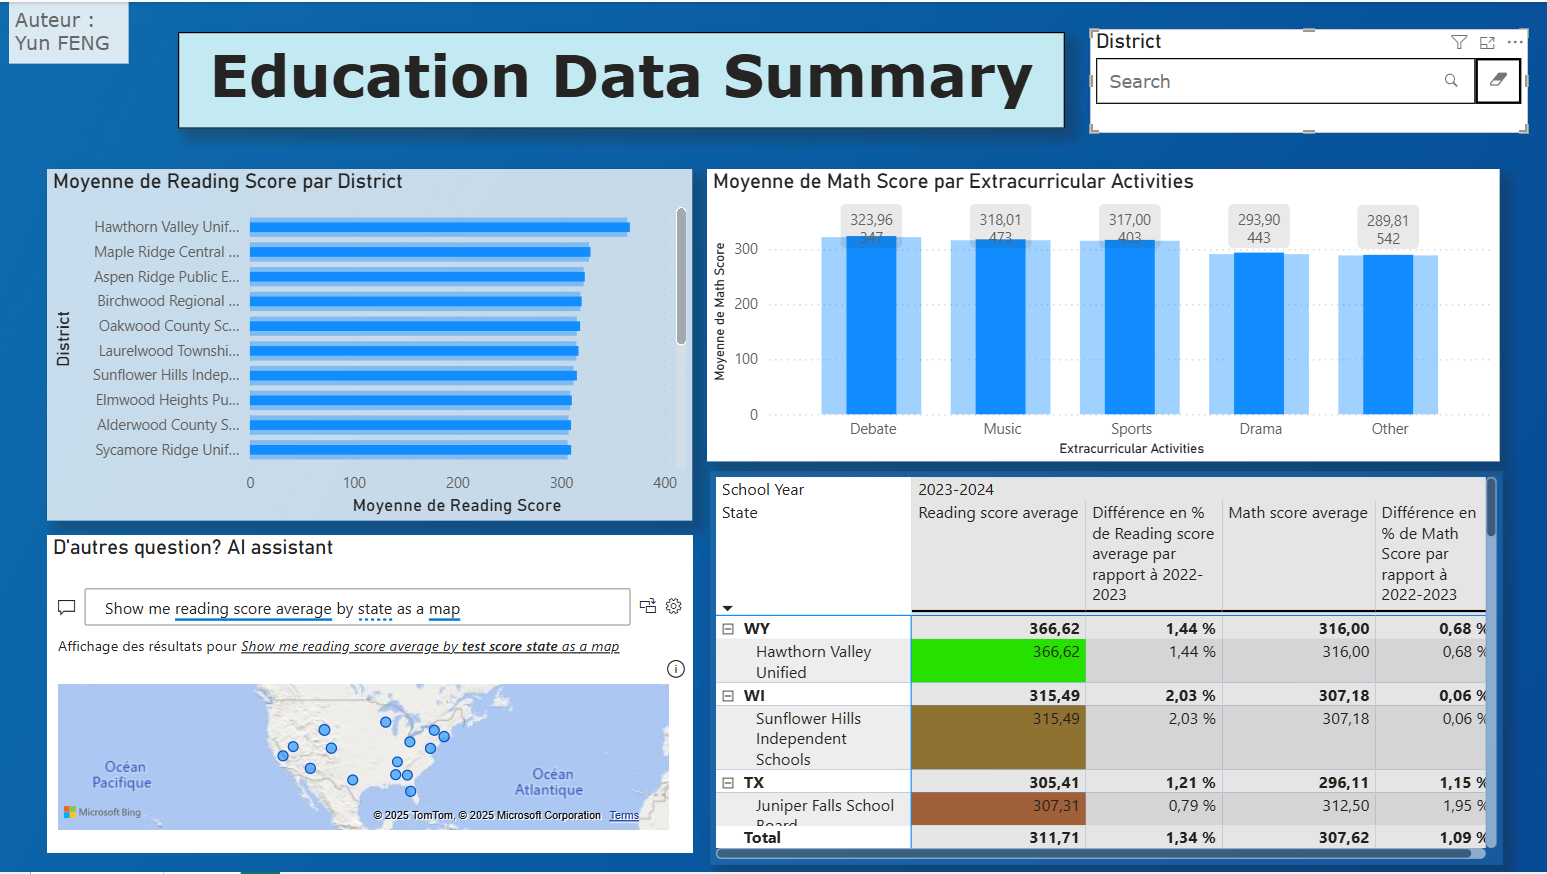 Auteur :
Yun FENG
Education Data Summary
District
Search
Moyenne de Reading Score par District
District
Hawthorn Valley Unif...
Maple Ridge Central ...
Aspen Ridge Public E...
Birchwood Regional ...
Oakwood County Sc...
Laurelwood Townshi...
Sunflower Hills Indep...
Elmwood Heights Pu...
Alderwood County S...
Sycamore Ridge Unif...
0 100 200 300 400
Moyenne de Reading Score
Moyenne de Math Score par Extracurricular Activities
Moyenne de Math Score
323,96 318,01 317,00 293,90 289,81
347 473 403 443 542
300
200
100
0
Debate Music Sports Drama Other
Extracurricular Activities
D'autres question? AI assistant
Show me reading score average by state as a map
Affichage des résultats pour Show me reading score average by test score state as a map
Océan
Pacifique
Océan
Atlantique
Microsoft Bing
© 2025 TomTom, © 2025 Microsoft Corporation Terms
School Year 2023-2024
State Reading score average Différence en % Math score average Différence en
de Reading score % de Math
average par Score par
rapport à 2022- rapport à
2023 2022-2023
WY 366,62 1,44 % 316,00 0,68 %
Hawthorn Valley 366,62 1,44 % 316,00 0,68 %
Unified
WI 315,49 2,03 % 307,18 0,06 %
Sunflower Hills 315,49 2,03 % 307,18 0,06 %
Independent
Schools
TX 305,41 1,21 % 296,11 1,15 %
Juniper Falls School 307,31 0,79 % 312,50 1,95 %
Board
Total 311,71 1,34 % 307,62 1,09 %